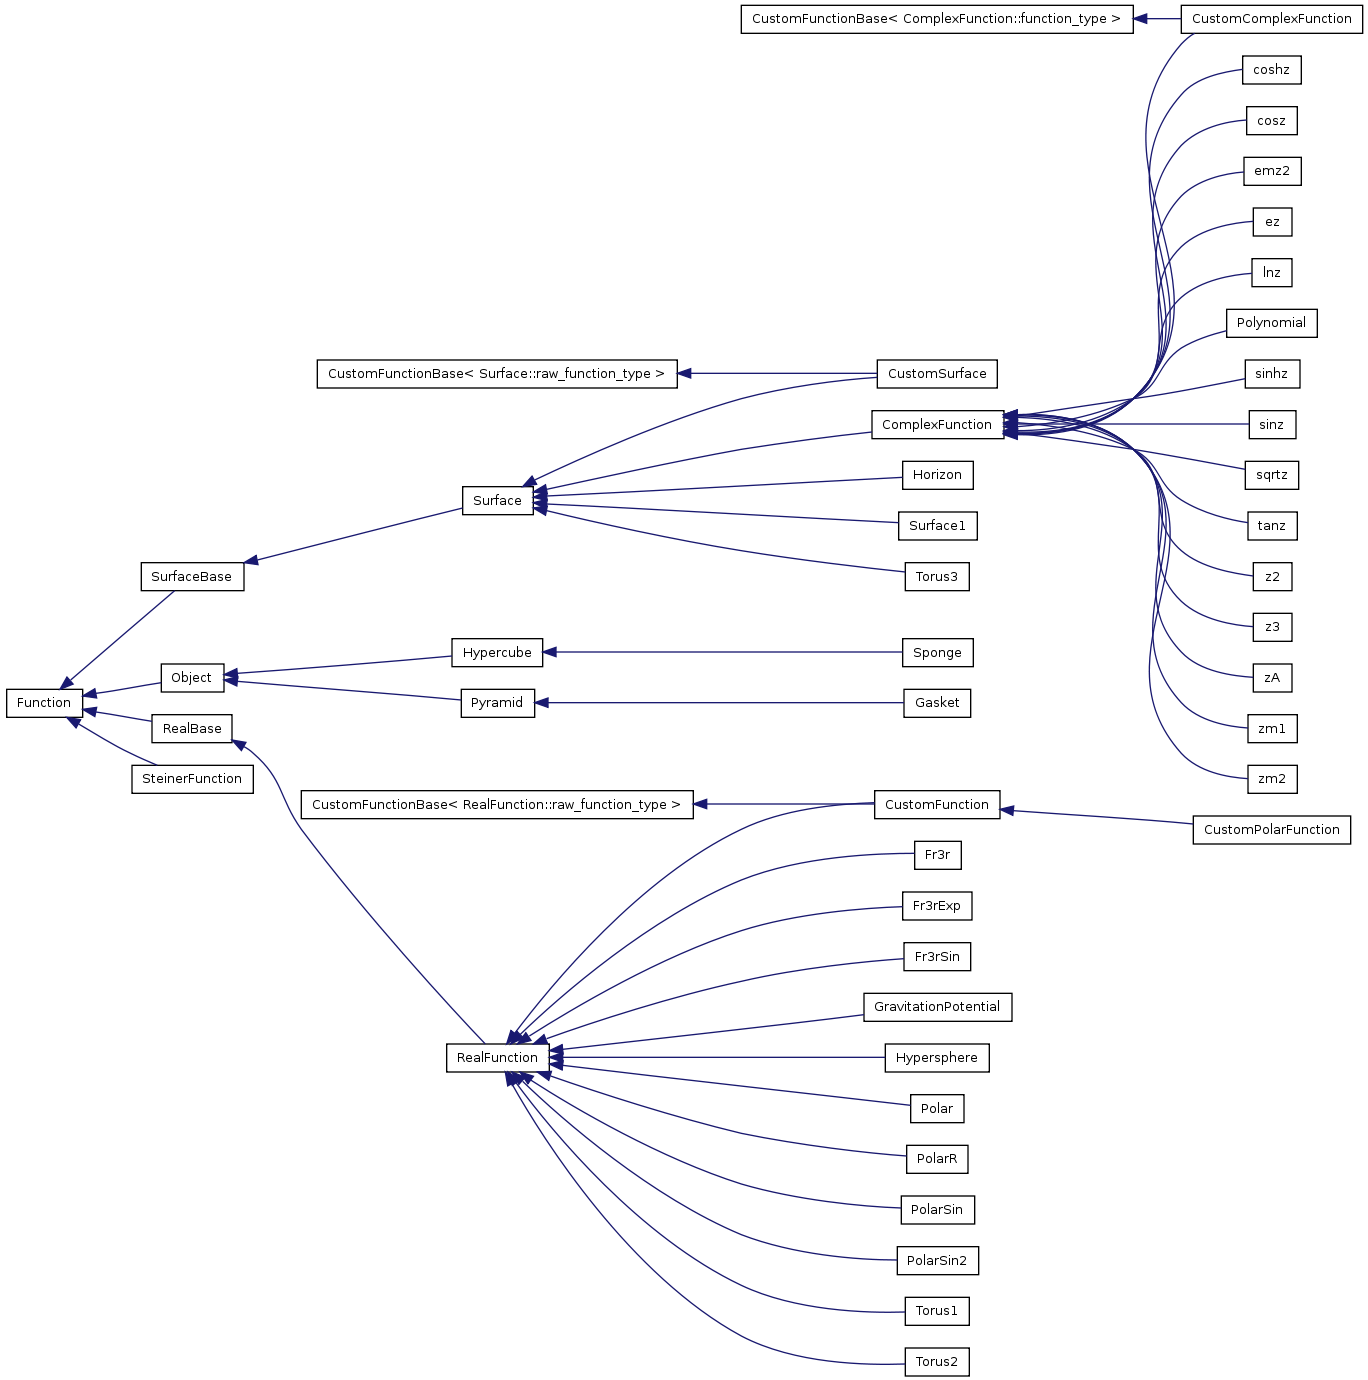 CustomFunctionBase< ComplexFunction::function_type >
CustomComplexFunction
coshz
cosz
emz2
ez
lnz
Polynomial
CustomFunctionBase< Surface::raw_function_type >
CustomSurface
sinhz
ComplexFunction
sinz
Horizon
sqrtz
Surface
Surface1
tanz
SurfaceBase
Torus3
z2
z3
Hypercube
Sponge
Object
zA
Function
Pyramid
Gasket
RealBase
zm1
SteinerFunction
zm2
CustomFunctionBase< RealFunction::raw_function_type >
CustomFunction
CustomPolarFunction
Fr3r
Fr3rExp
Fr3rSin
GravitationPotential
RealFunction
Hypersphere
Polar
PolarR
PolarSin
PolarSin2
Torus1
Torus2